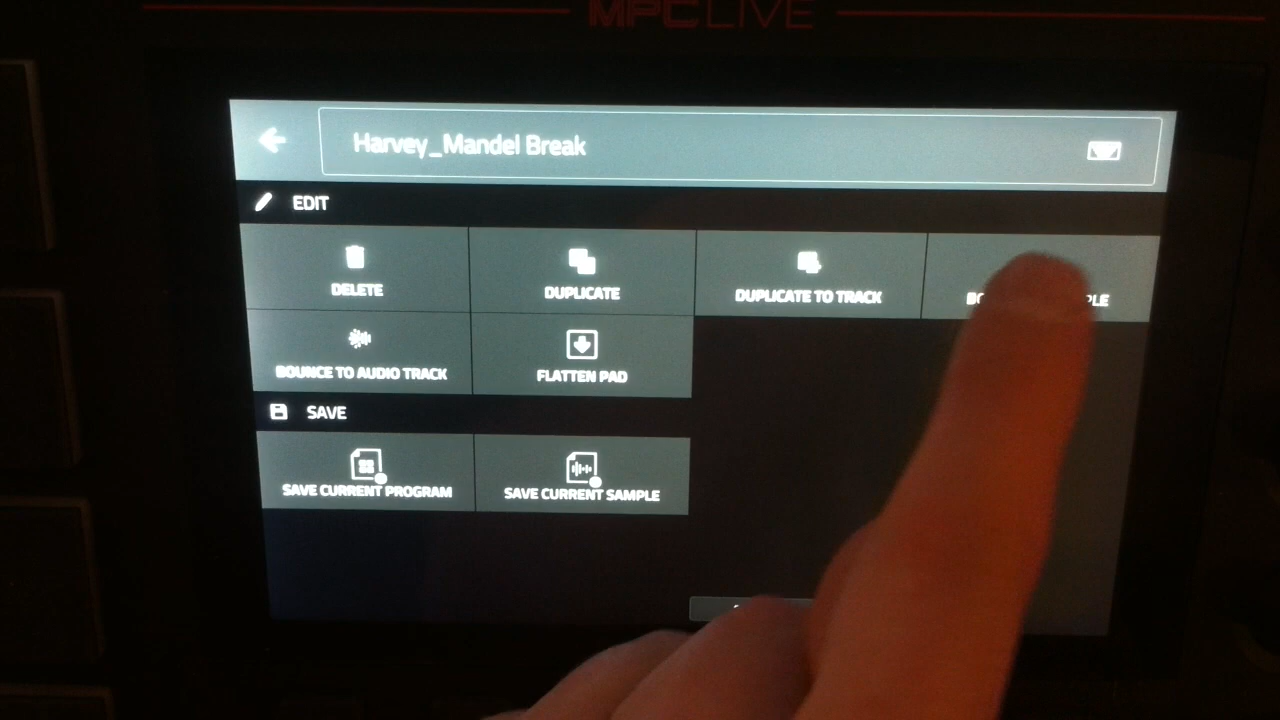 MPC LIVE
Harvey_Mandel Break
EDIT
DELETE
DUPLICATE
DUPLICATE TO TRACK
BOUNCE TO AUDIO TRACK
FLATTEN PAD
SAVE
SAVE CURRENT PROGRAM
SAVE CURRENT SAMPLE